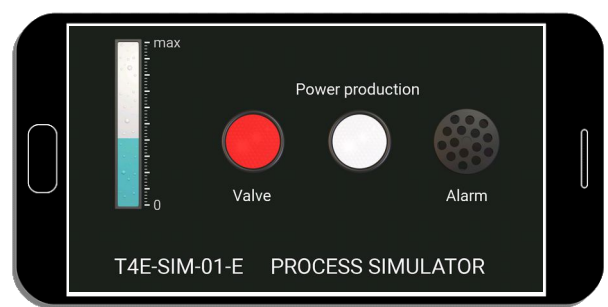 max
Power production
0
Valve
Alarm
T4E-SIM-01-E PROCESS SIMULATOR